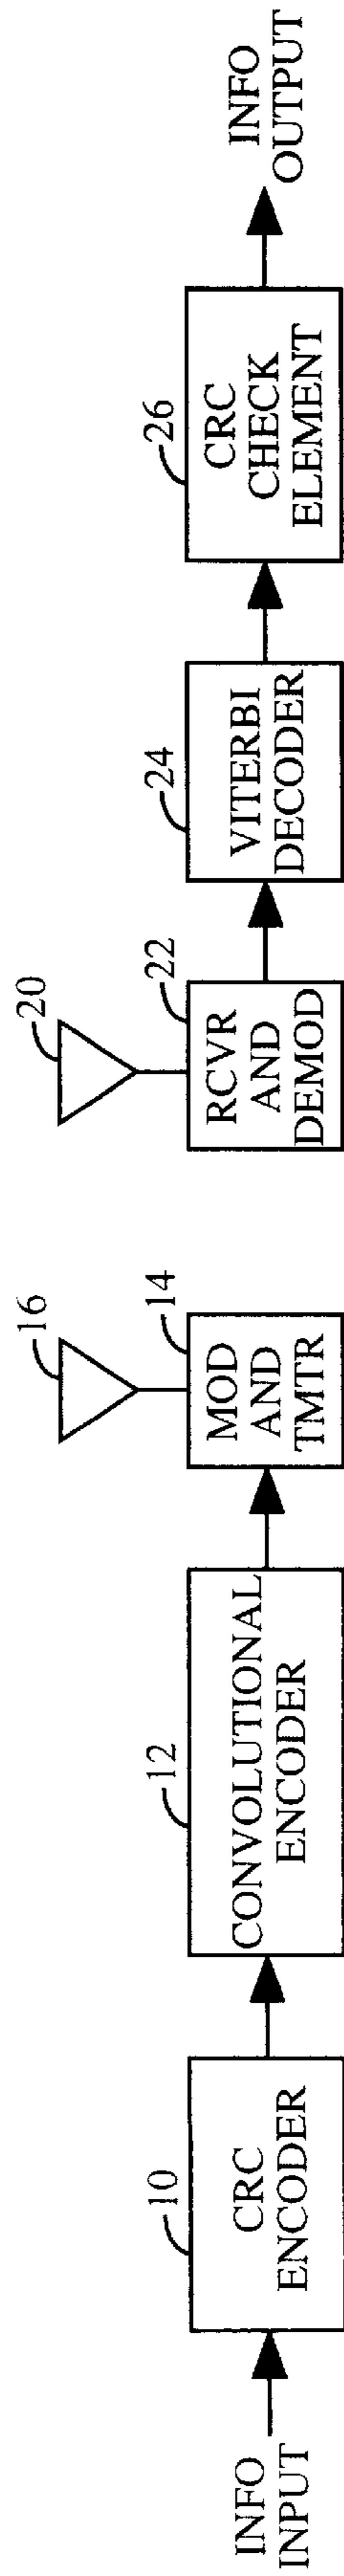 INFO
INPUT
10
CRC
ENCODER
12
CONVOLUTIONAL
ENCODER
16
14
MOD
AND
TMTR
20
22
RCVR
AND
DEMOD
24
VITERBI
DECODER
26
CRC
CHECK
ELEMENT
INFO
OUTPUT